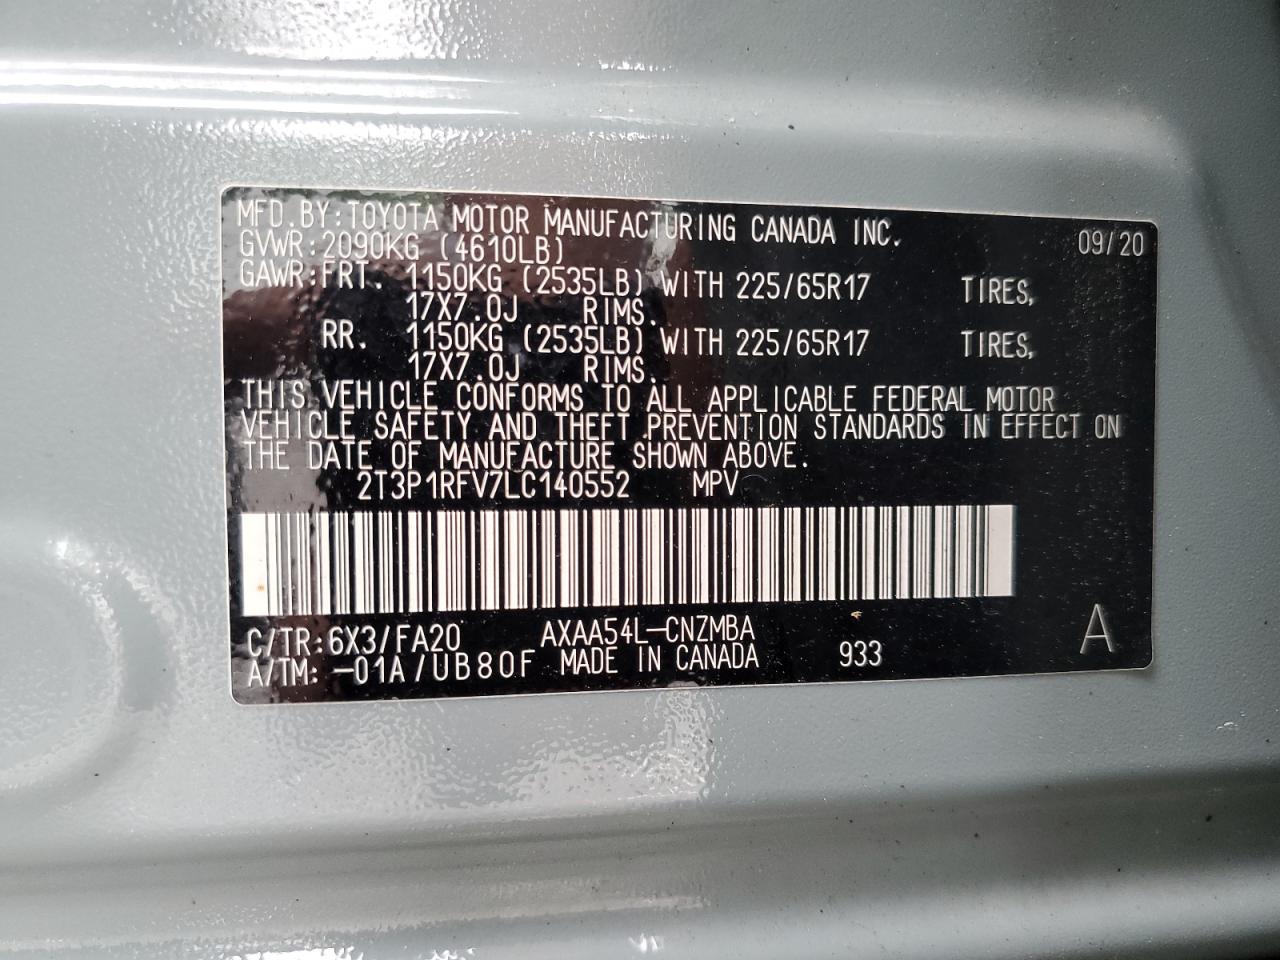 MFD.BY:TOYOTA MOTOR MANUFACTURING CANADA INC.
GVWR:2090KG (4610LB) 09/20
GAWR:FRT. 1150KG (2535LB) WITH 225/65R17 TIRES,
17X7.0J RIMS.
RR. 1150KG (2535LB) WITH 225/65R17 TIRES,
17X7.0J RIMS.
THIS VEHICLE CONFORMS TO ALL APPLICABLE FEDERAL MOTOR
VEHICLE SAFETY AND THEFT PREVENTION STANDARDS IN EFFECT ON
THE DATE OF MANUFACTURE SHOWN ABOVE.
2T3P1RFV7LC140552 MPV
C/TR:6X3/FA20 AXAA54L-CNZMBA A
A/TM:-01A/UB80F MADE IN CANADA 933